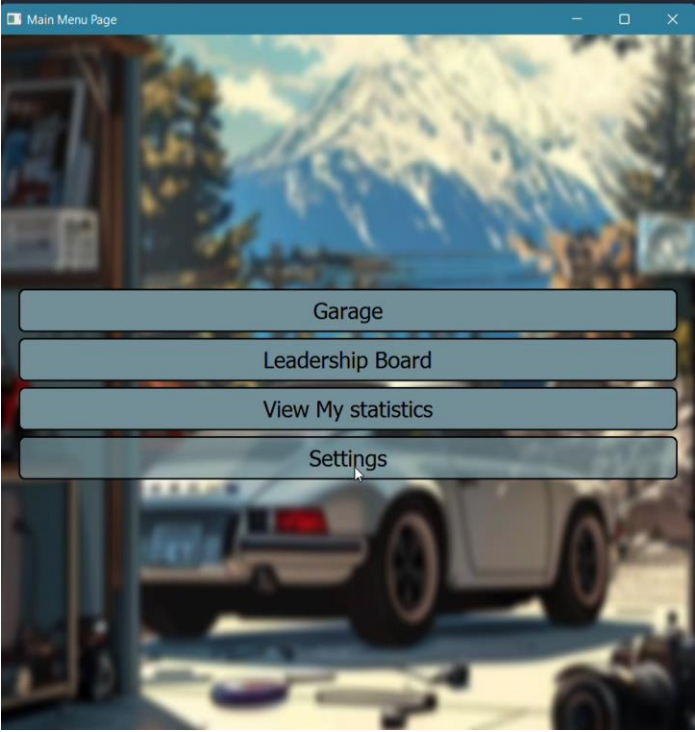 Main Menu Page
Garage
Leadership Board
View My statistics
Settings